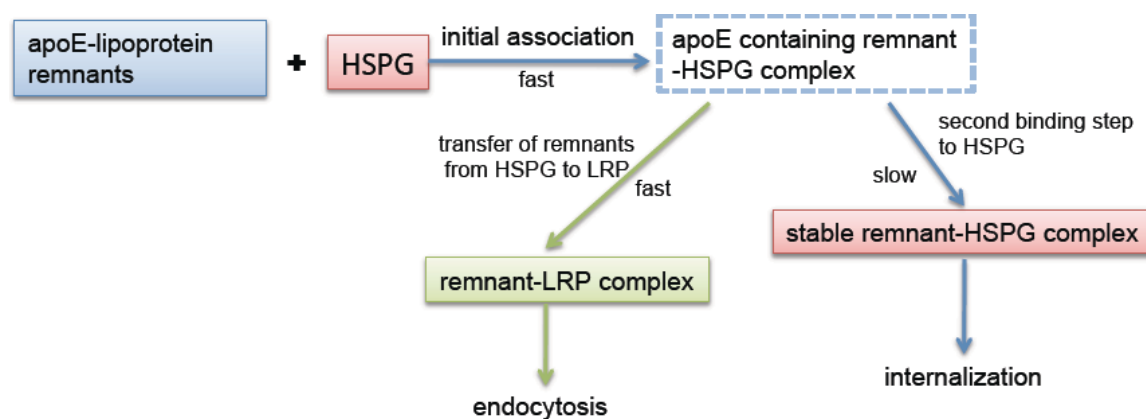 apoE-lipoprotein
remnants
+
HSPG
initial association
fast
apoE containing remnant
-HSPG complex
transfer of remnants
from HSPG to LRP
fast
second binding step
to HSPG
slow
stable remnant-HSPG complex
remnant-LRP complex
internalization
endocytosis